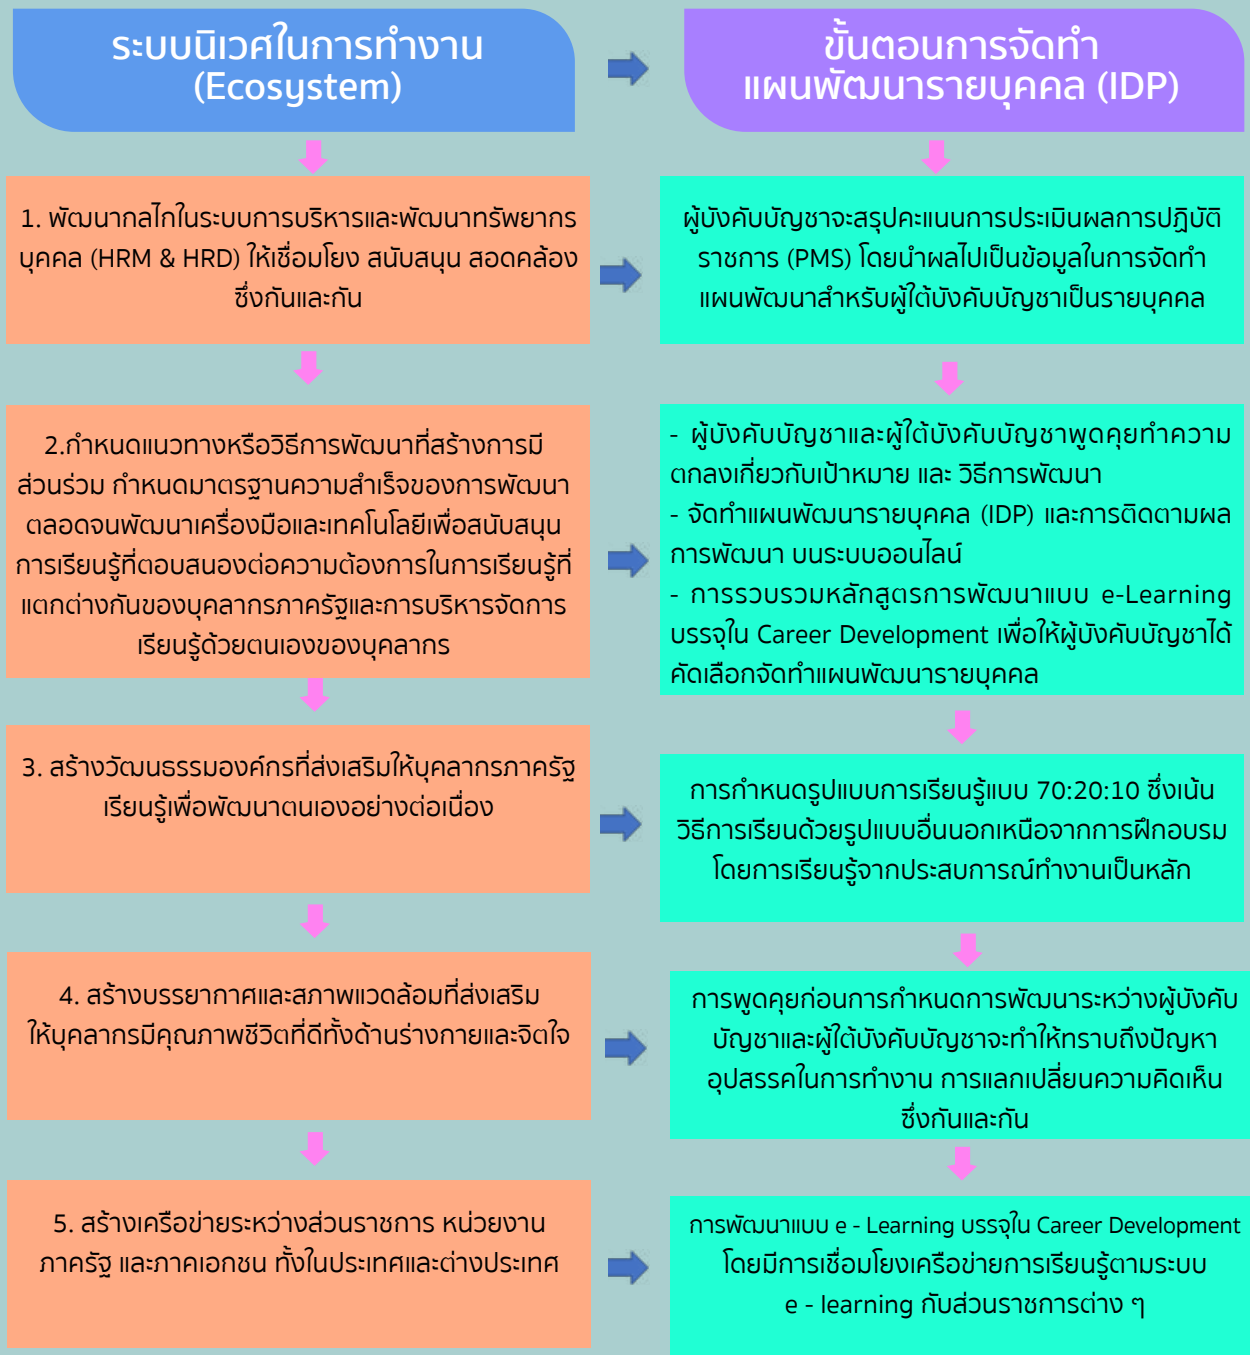 ระบบนิเวศในการทำงาน
(Ecosystem)
ขั้นตอนการจัดทำ
แผนพัฒนารายบุคคล (IDP)
1. พัฒนากลไกในระบบการบริหารและพัฒนาทรัพยากร
บุคคล (HRM & HRD) ให้เชื่อมโยง สนับสนุน สอดคล้อง
ซึ่งกันและกัน
ผู้บังคับบัญชาจะสรุปคะแนนการประเมินผลการปฏิบัติ
ราชการ (PMS) โดยนำผลไปเป็นข้อมูลในการจัดทำ
แผนพัฒนาสำหรับผู้ใต้บังคับบัญชาเป็นรายบุคคล
2.กำหนดแนวทางหรือวิธีการพัฒนาที่สร้างการมี
ส่วนร่วม กำหนดมาตรฐานความสำเร็จของการพัฒนา
ตลอดจนพัฒนาเครื่องมือและเทคโนโลยีเพื่อสนับสนุน
การเรียนรู้ที่ตอบสนองต่อความต้องการในการเรียนรู้ที่
แตกต่างกันของบุคลากรภาครัฐและการบริหารจัดการ
เรียนรู้ด้วยตนเองของบุคลากร
- ผู้บังคับบัญชาและผู้ใต้บังคับบัญชาพูดคุยทำความ
ตกลงเกี่ยวกับเป้าหมาย และ วิธีการพัฒนา
- จัดทำแผนพัฒนารายบุคคล (IDP) และการติดตามผล
การพัฒนา บนระบบออนไลน์
- การรวบรวมหลักสูตรการพัฒนาแบบ e-Learning
บรรจุใน Career Development เพื่อให้ผู้บังคับบัญชาได้
คัดเลือกจัดทำแผนพัฒนารายบุคคล
3. สร้างวัฒนธรรมองค์กรที่ส่งเสริมให้บุคลากรภาครัฐ
เรียนรู้เพื่อพัฒนาตนเองอย่างต่อเนื่อง
การกำหนดรูปแบบการเรียนรู้แบบ 70:20:10 ซึ่งเน้น
วิธีการเรียนด้วยรูปแบบอื่นนอกเหนือจากการฝึกอบรม
โดยการเรียนรู้จากประสบการณ์ทำงานเป็นหลัก
4. สร้างบรรยากาศและสภาพแวดล้อมที่ส่งเสริม
ให้บุคลากรมีคุณภาพชีวิตที่ดีทั้งด้านร่างกายและจิตใจ
การพูดคุยก่อนการกำหนดการพัฒนาระหว่างผู้บังคับ
บัญชาและผู้ใต้บังคับบัญชาจะทำให้ทราบถึงปัญหา
อุปสรรคในการทำงาน การแลกเปลี่ยนความคิดเห็น
ซึ่งกันและกัน
5. สร้างเครือข่ายระหว่างส่วนราชการ หน่วยงาน
ภาครัฐ และภาคเอกชน ทั้งในประเทศและต่างประเทศ
การพัฒนาแบบ e - Learning บรรจุใน Career Development
โดยมีการเชื่อมโยงเครือข่ายการเรียนรู้ตามระบบ
e - learning กับส่วนราชการต่าง ๆ